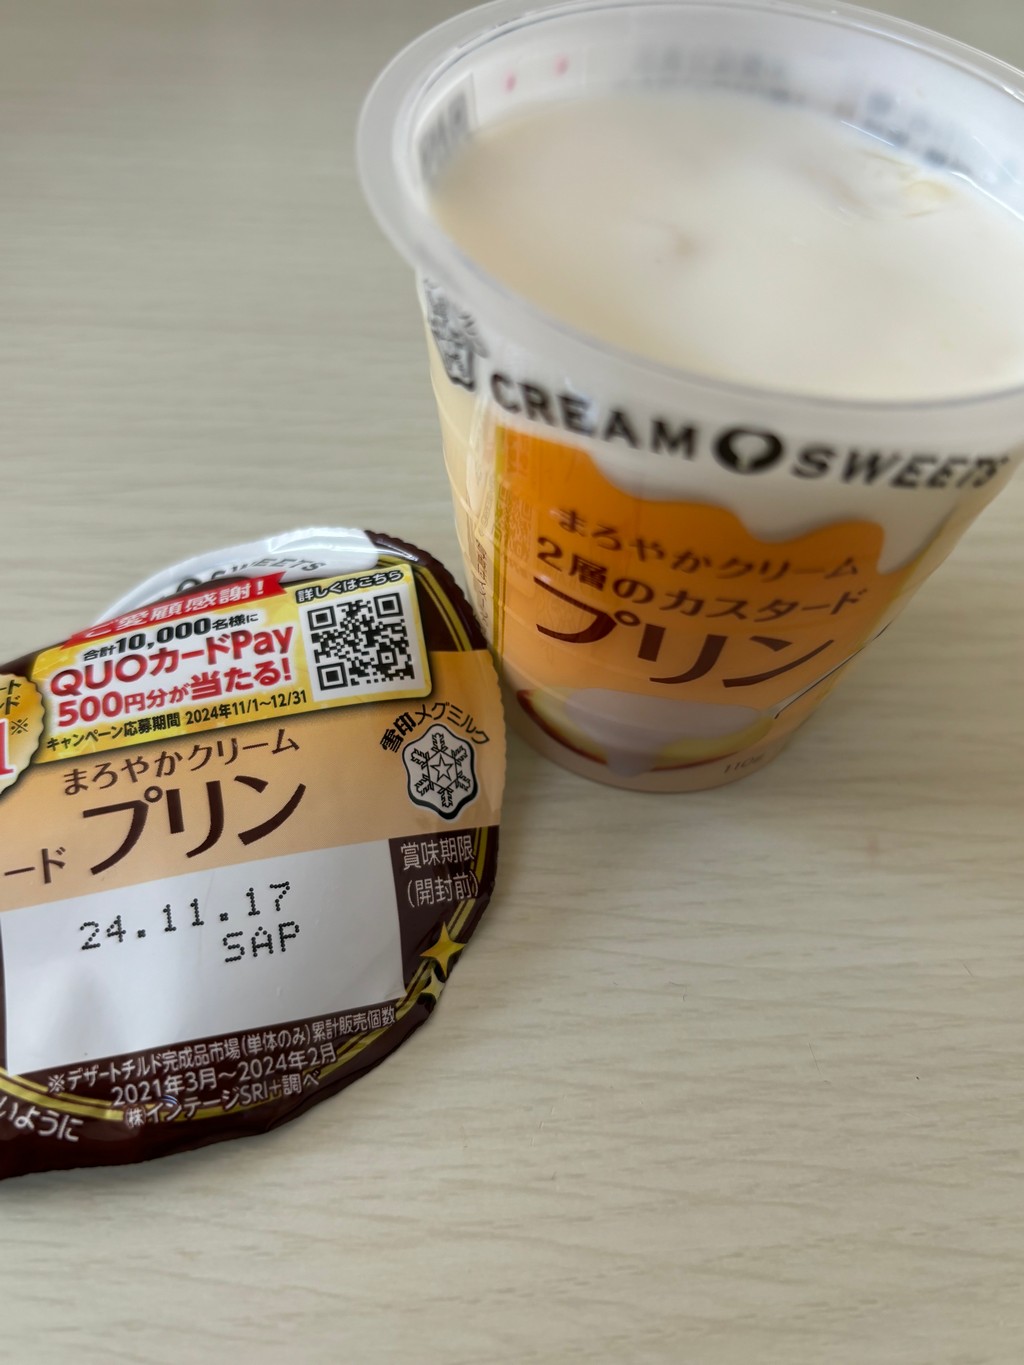 CREAM SWEETS
まろやかクリーム
2層のカスタード
プリン
110g
SWEETS
ご愛顧感謝！
合計10,000名様に
QUOカードPay
500円分が当たる！
キャンペーン応募期間 2024年11/1～12/31
詳しくはこちら
雪印メグミルク
まろやかクリーム
ード プリン
賞味期限
(開封前)
24.11.17
SAP
※デザートチルド完成品市場(単体のみ)累計販売個数
2021年3月～2024年2月
㈱インテージSRI+調べ
いように